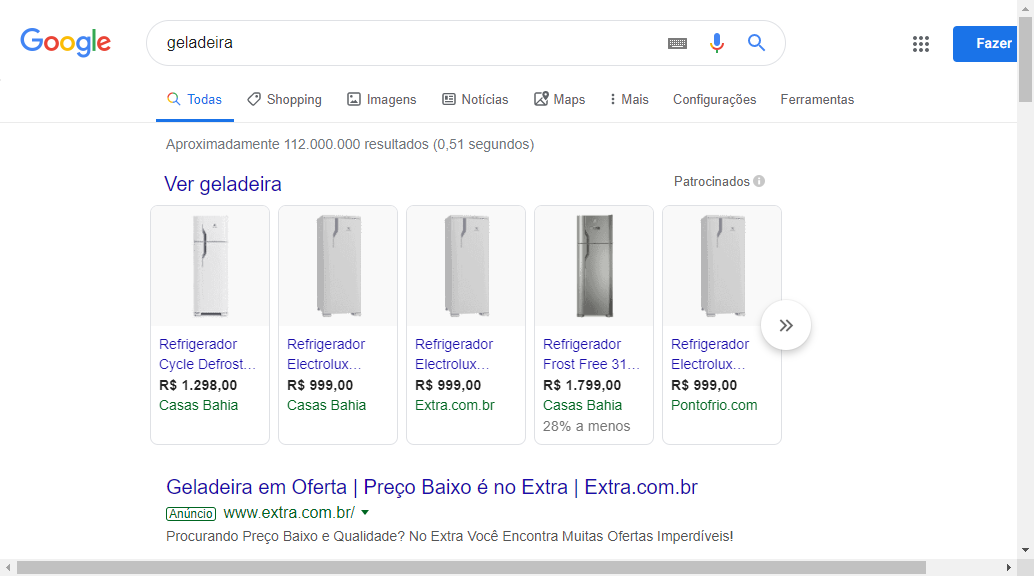 Google
geladeira
Fazer
Todas Shopping Imagens Notícias Maps Mais Configurações Ferramentas
Aproximadamente 112.000.000 resultados (0,51 segundos)
Ver geladeira
Patrocinados
Refrigerador
Cycle Defrost...
R$ 1.298,00
Casas Bahia
Refrigerador
Electrolux...
R$ 999,00
Casas Bahia
Refrigerador
Electrolux...
R$ 999,00
Extra.com.br
Refrigerador
Frost Free 31...
R$ 1.799,00
Casas Bahia
28% a menos
Refrigerador
Electrolux...
R$ 999,00
Pontofrio.com
Geladeira em Oferta | Preço Baixo é no Extra | Extra.com.br
Anúncio www.extra.com.br/
Procurando Preço Baixo e Qualidade? No Extra Você Encontra Muitas Ofertas Imperdíveis!